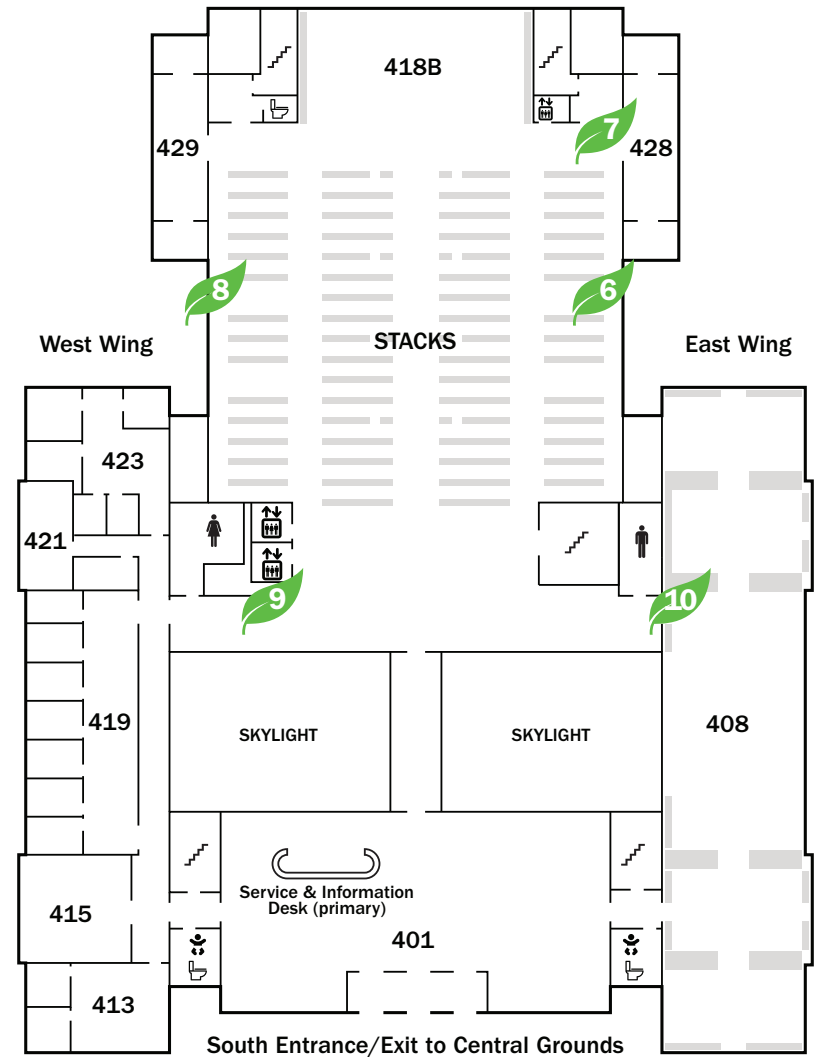 418B
7
429
428
8
6
West Wing
STACKS
East Wing
423
421
9
10
419
SKYLIGHT
SKYLIGHT
408
Service & Information
Desk (primary)
415
401
413
South Entrance/Exit to Central Grounds